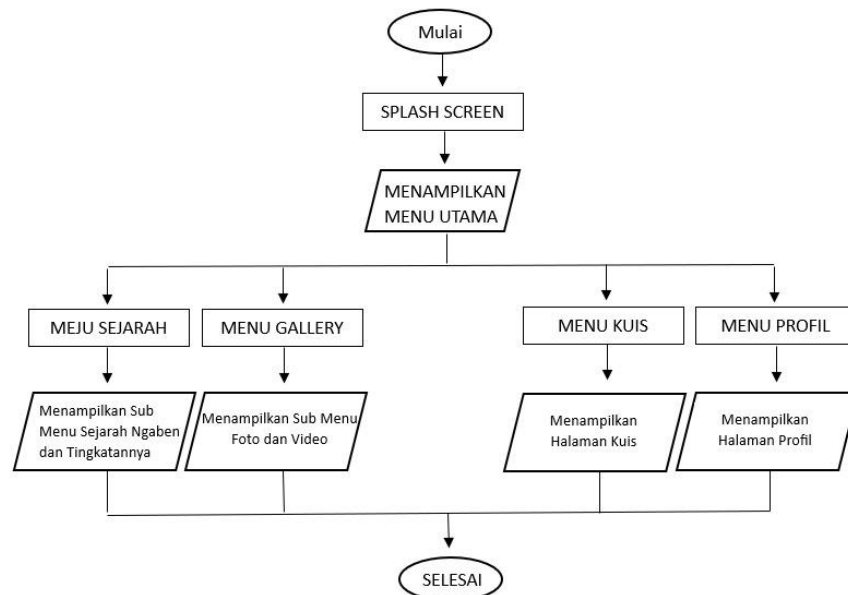 Mulai
SPLASH SCREEN
MENAMPILKAN
MENU UTAMA
MEJU SEJARAH
MENU GALLERY
MENU KUIS
MENU PROFIL
Menampilkan Sub
Menu Sejarah Ngaben
dan Tingkatannya
Menampilkan Sub Menu
Foto dan Video
Menampilkan
Halaman Kuis
Menampilkan
Halaman Profil
SELESAI